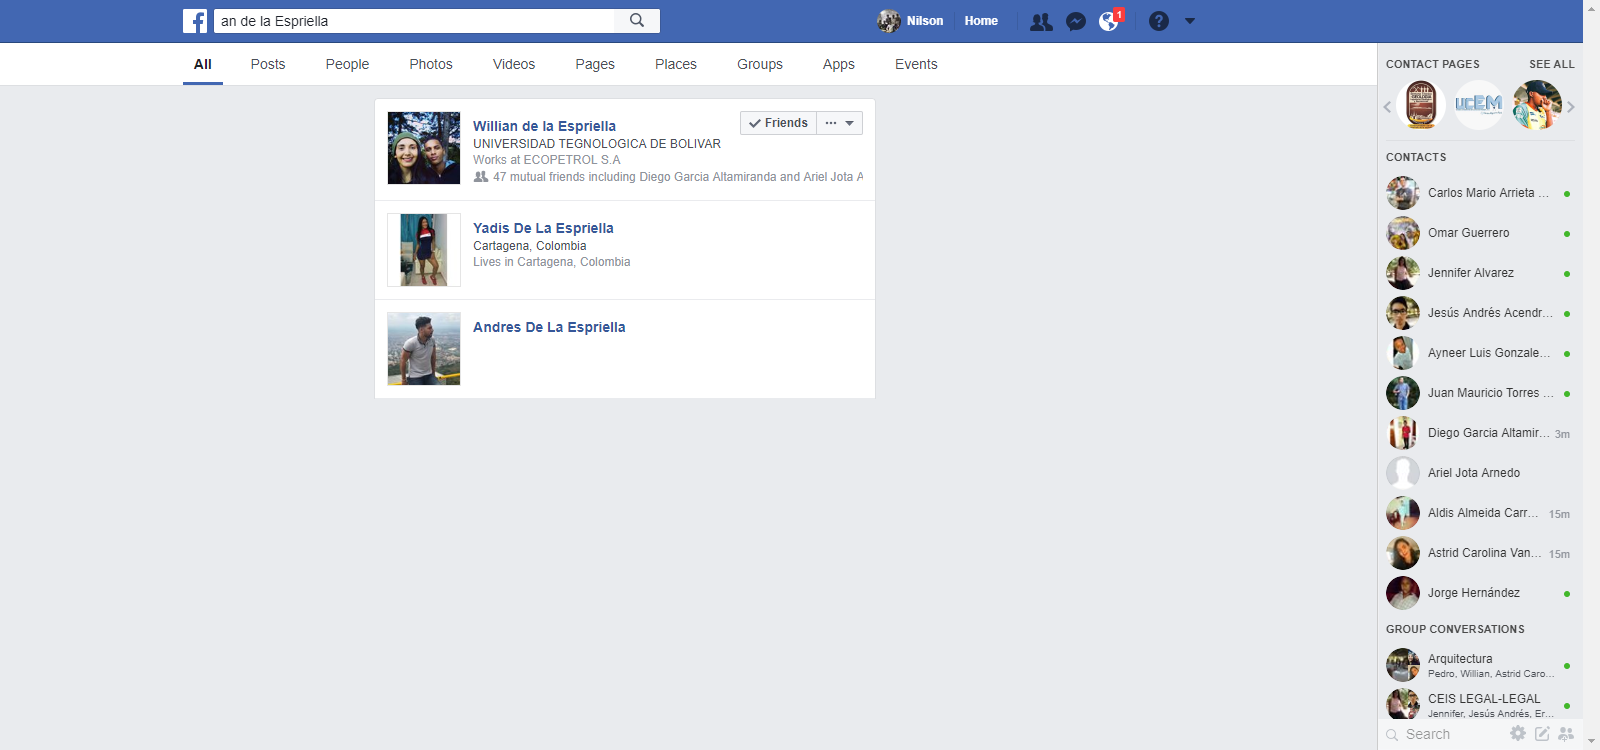 an de la Espriella
Nilson
Home
1
All
Posts
People
Photos
Videos
Pages
Places
Groups
Apps
Events
Willian de la Espriella
UNIVERSIDAD TEGNOLOGICA DE BOLIVAR
Works at ECOPETROL S.A
47 mutual friends including Diego Garcia Altamiranda and Ariel Jota A
Friends
Yadis De La Espriella
Cartagena, Colombia
Lives in Cartagena, Colombia
Andres De La Espriella
CONTACT PAGES
SEE ALL
UCEM
CONTACTS
Carlos Mario Arrieta ...
Omar Guerrero
Jennifer Alvarez
Jesús Andrés Acendr...
Ayneer Luis Gonzale...
Juan Mauricio Torres ...
Diego Garcia Altamir... 3m
Ariel Jota Arnedo
Aldis Almeida Carr... 15m
Astrid Carolina Van... 15m
Jorge Hernández
GROUP CONVERSATIONS
Arquitectura
Pedro, Willian, Astrid Caro...
CEIS LEGAL-LEGAL
Jennifer, Jesús Andrés, Er...
Search